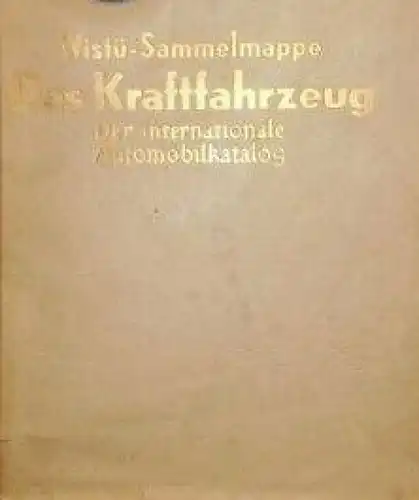 Wistü-Sammelmappe
Das Kraftfahrzeug
Der internationale
Automobilkatalog